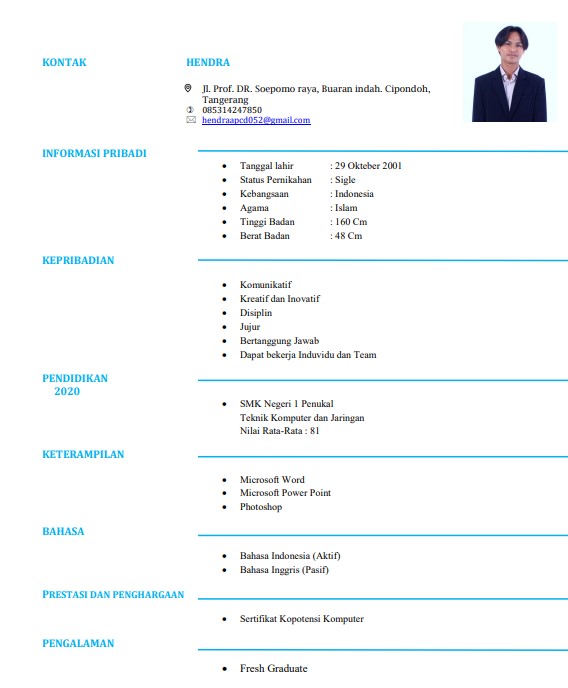 KONTAK
HENDRA
Jl. Prof. DR. Soepomo raya, Buaran indah. Cipondoh,
Tangerang
085314247850
hendraapcd052@gmail.com
INFORMASI PRIBADI
• Tanggal lahir : 29 Okteber 2001
• Status Pernikahan : Sigle
• Kebangsaan : Indonesia
• Agama : Islam
• Tinggi Badan : 160 Cm
• Berat Badan : 48 Cm
KEPRIBADIAN
• Komunikatif
• Kreatif dan Inovatif
• Disiplin
• Jujur
• Bertanggung Jawab
• Dapat bekerja Induvidu dan Team
PENDIDIKAN
2020
• SMK Negeri 1 Penukal
Teknik Komputer dan Jaringan
Nilai Rata-Rata : 81
KETERAMPILAN
• Microsoft Word
• Microsoft Power Point
• Photoshop
BAHASA
• Bahasa Indonesia (Aktif)
• Bahasa Inggris (Pasif)
PRESTASI DAN PENGHARGAAN
• Sertifikat Kopotensi Komputer
PENGALAMAN
• Fresh Graduate